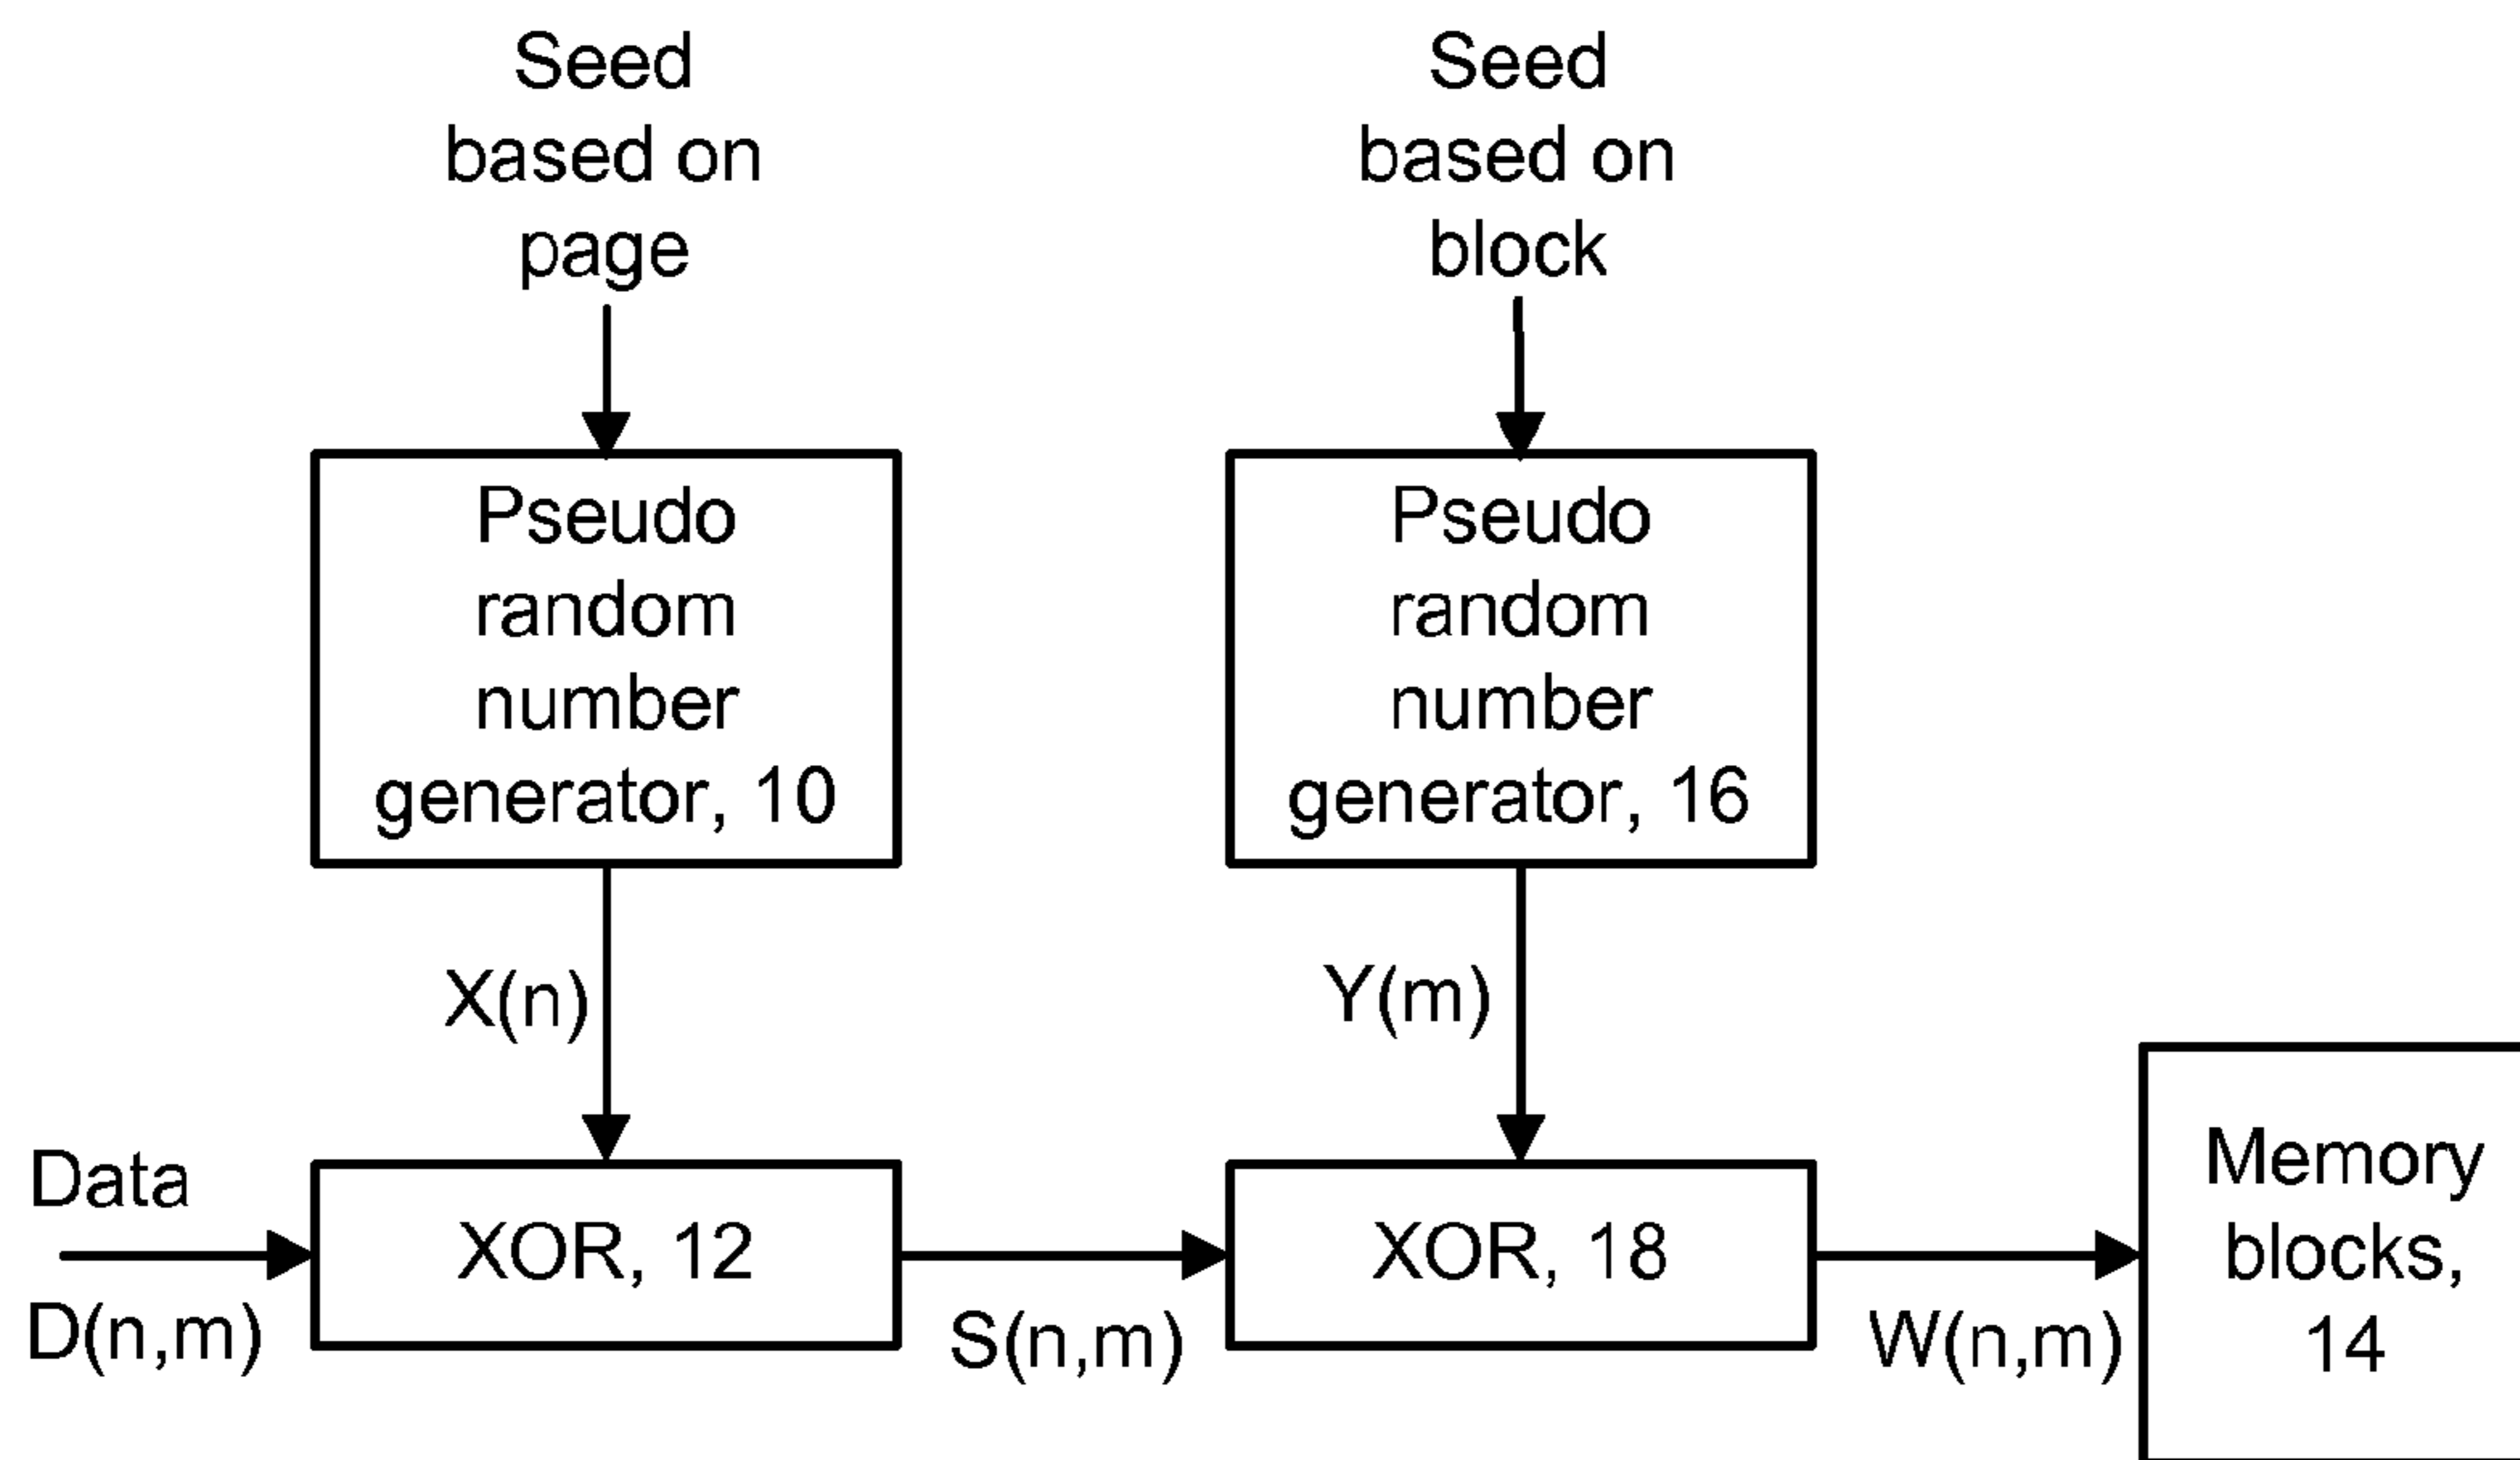 Seed
based on
page
Seed
based on
block
Pseudo
random
number
generator, 10
Pseudo
random
number
generator, 16
X(n)
Y(m)
Data
D(n,m)
XOR, 12
S(n,m)
XOR, 18
W(n,m)
Memory
blocks,
14